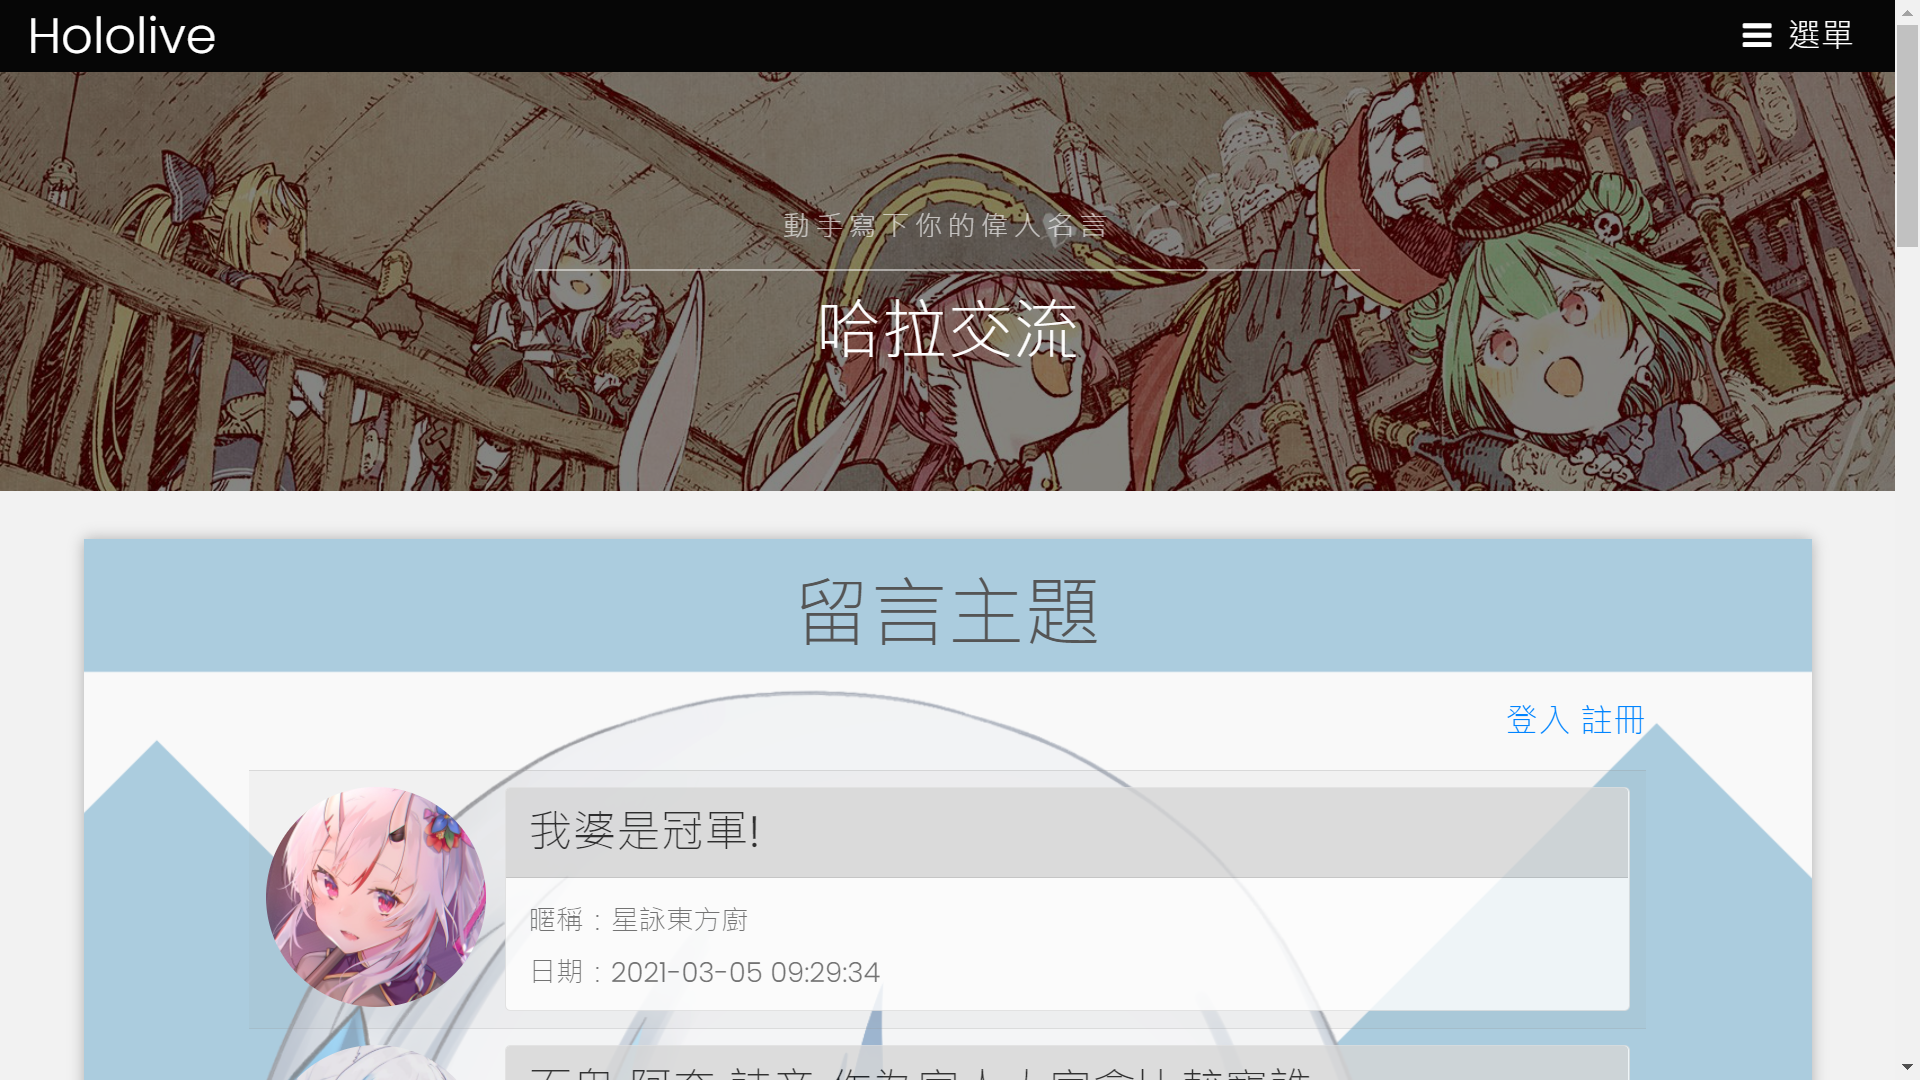 Hololive
選單
動手寫下你的偉人名言
哈拉交流
留言主題
登入 註冊
我婆是冠軍!
暱稱：星詠東方廚
日期：2021-03-05 09:29:34